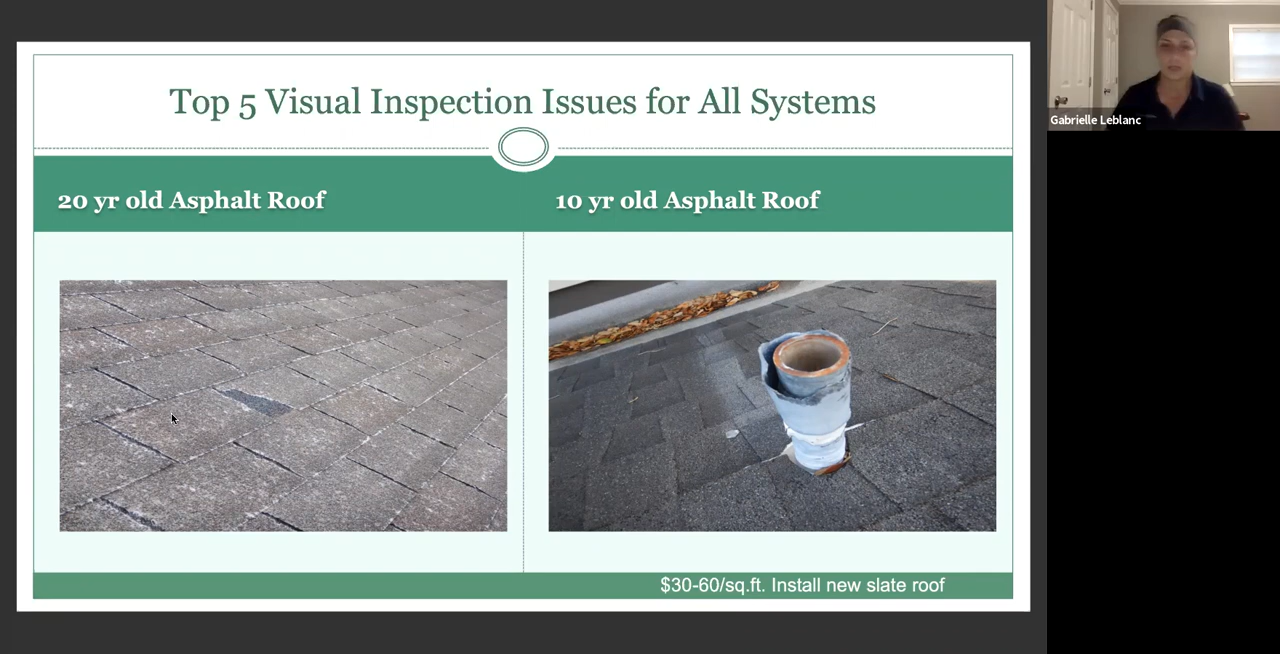 Top 5 Visual Inspection Issues for All Systems
20 yr old Asphalt Roof
10 yr old Asphalt Roof
$30-60/sq.ft. Install new slate roof
Gabrielle Leblanc